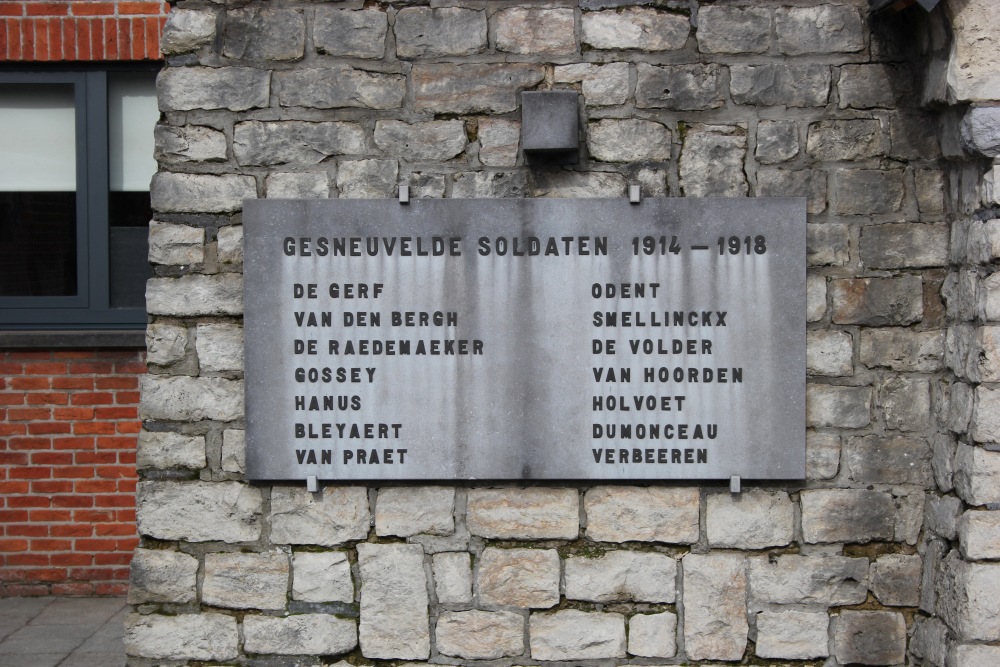 GESNEUVELDE SOLDATEN 1914 – 1918
DE GERF
VAN DEN BERGH
DE RAEDEMAEKER
GOSSEY
HANUS
BLEYAERT
VAN PRAET
ODENT
SMELLINCKX
DE VOLDER
VAN HOORDEN
HOLVOET
DUMONCEAU
VERBEEREN